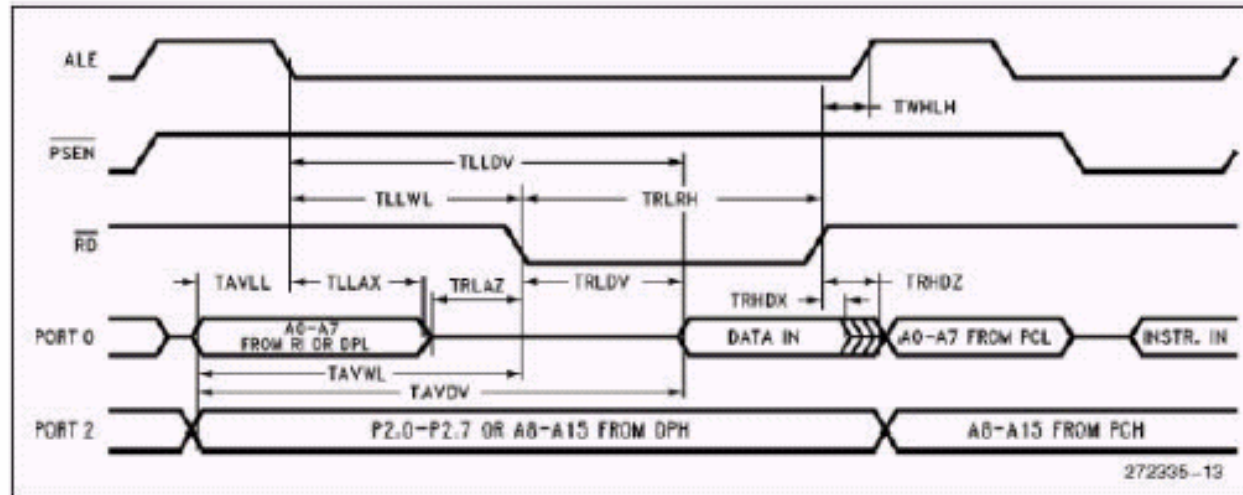 ALE
TWHLH
PSEN
TLLDV
TLLWL
TRLRH
RD
TAVLL
TLLAX
TRLAZ
TRLDV
TRHDX
TRHDZ
PORT 0
A0-A7
FROM RI OR DPL
DATA IN
A0-A7 FROM PCL
INSTR. IN
TAVWL
TAVDV
PORT 2
P2.0-P2.7 OR A8-A15 FROM DPH
A8-A15 FROM PCH
272335-13